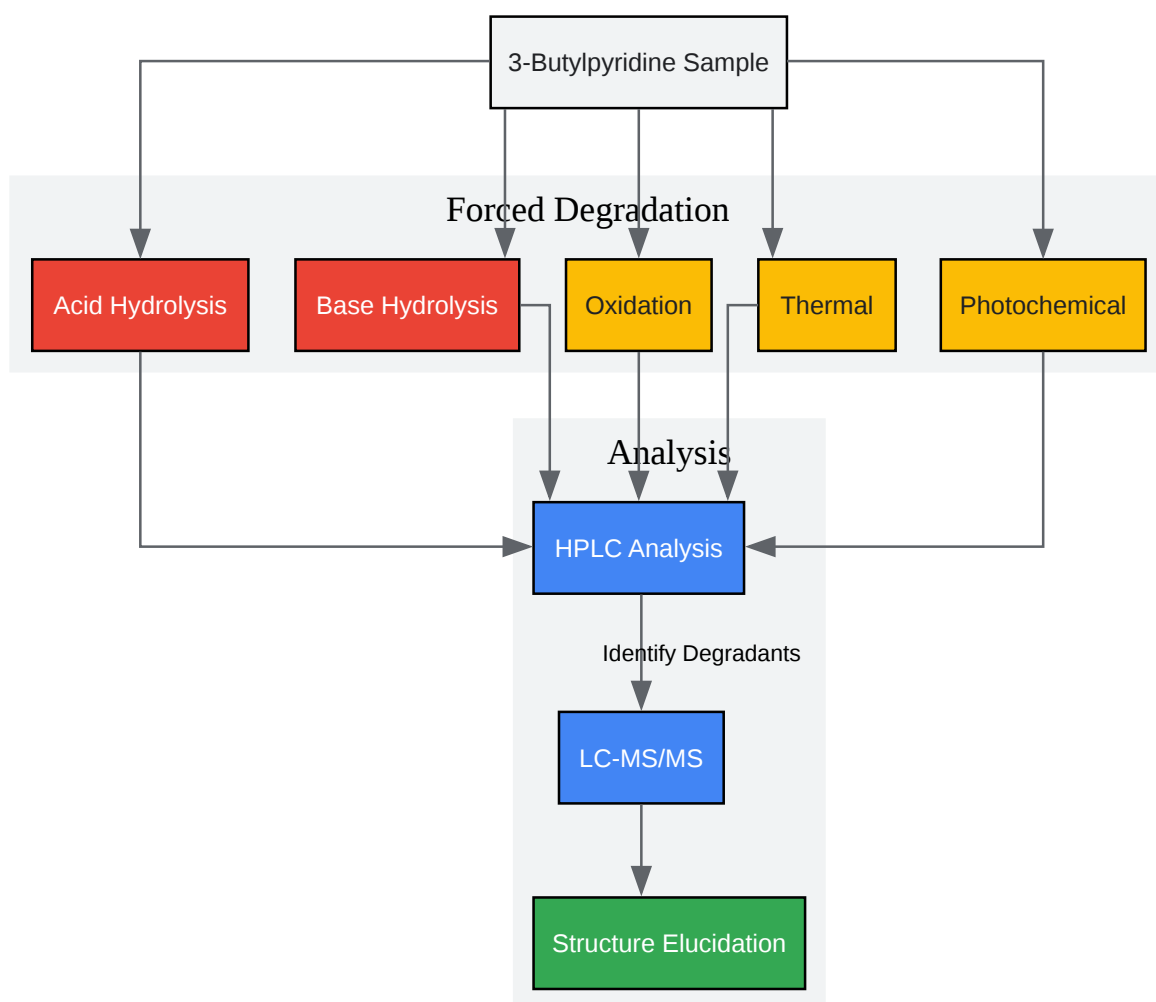 3-Butylpyridine Sample
Forced Degradation
Acid Hydrolysis
Base Hydrolysis
Oxidation
Thermal
Photochemical
Analysis
HPLC Analysis
Identify Degradants
LC-MS/MS
Structure Elucidation